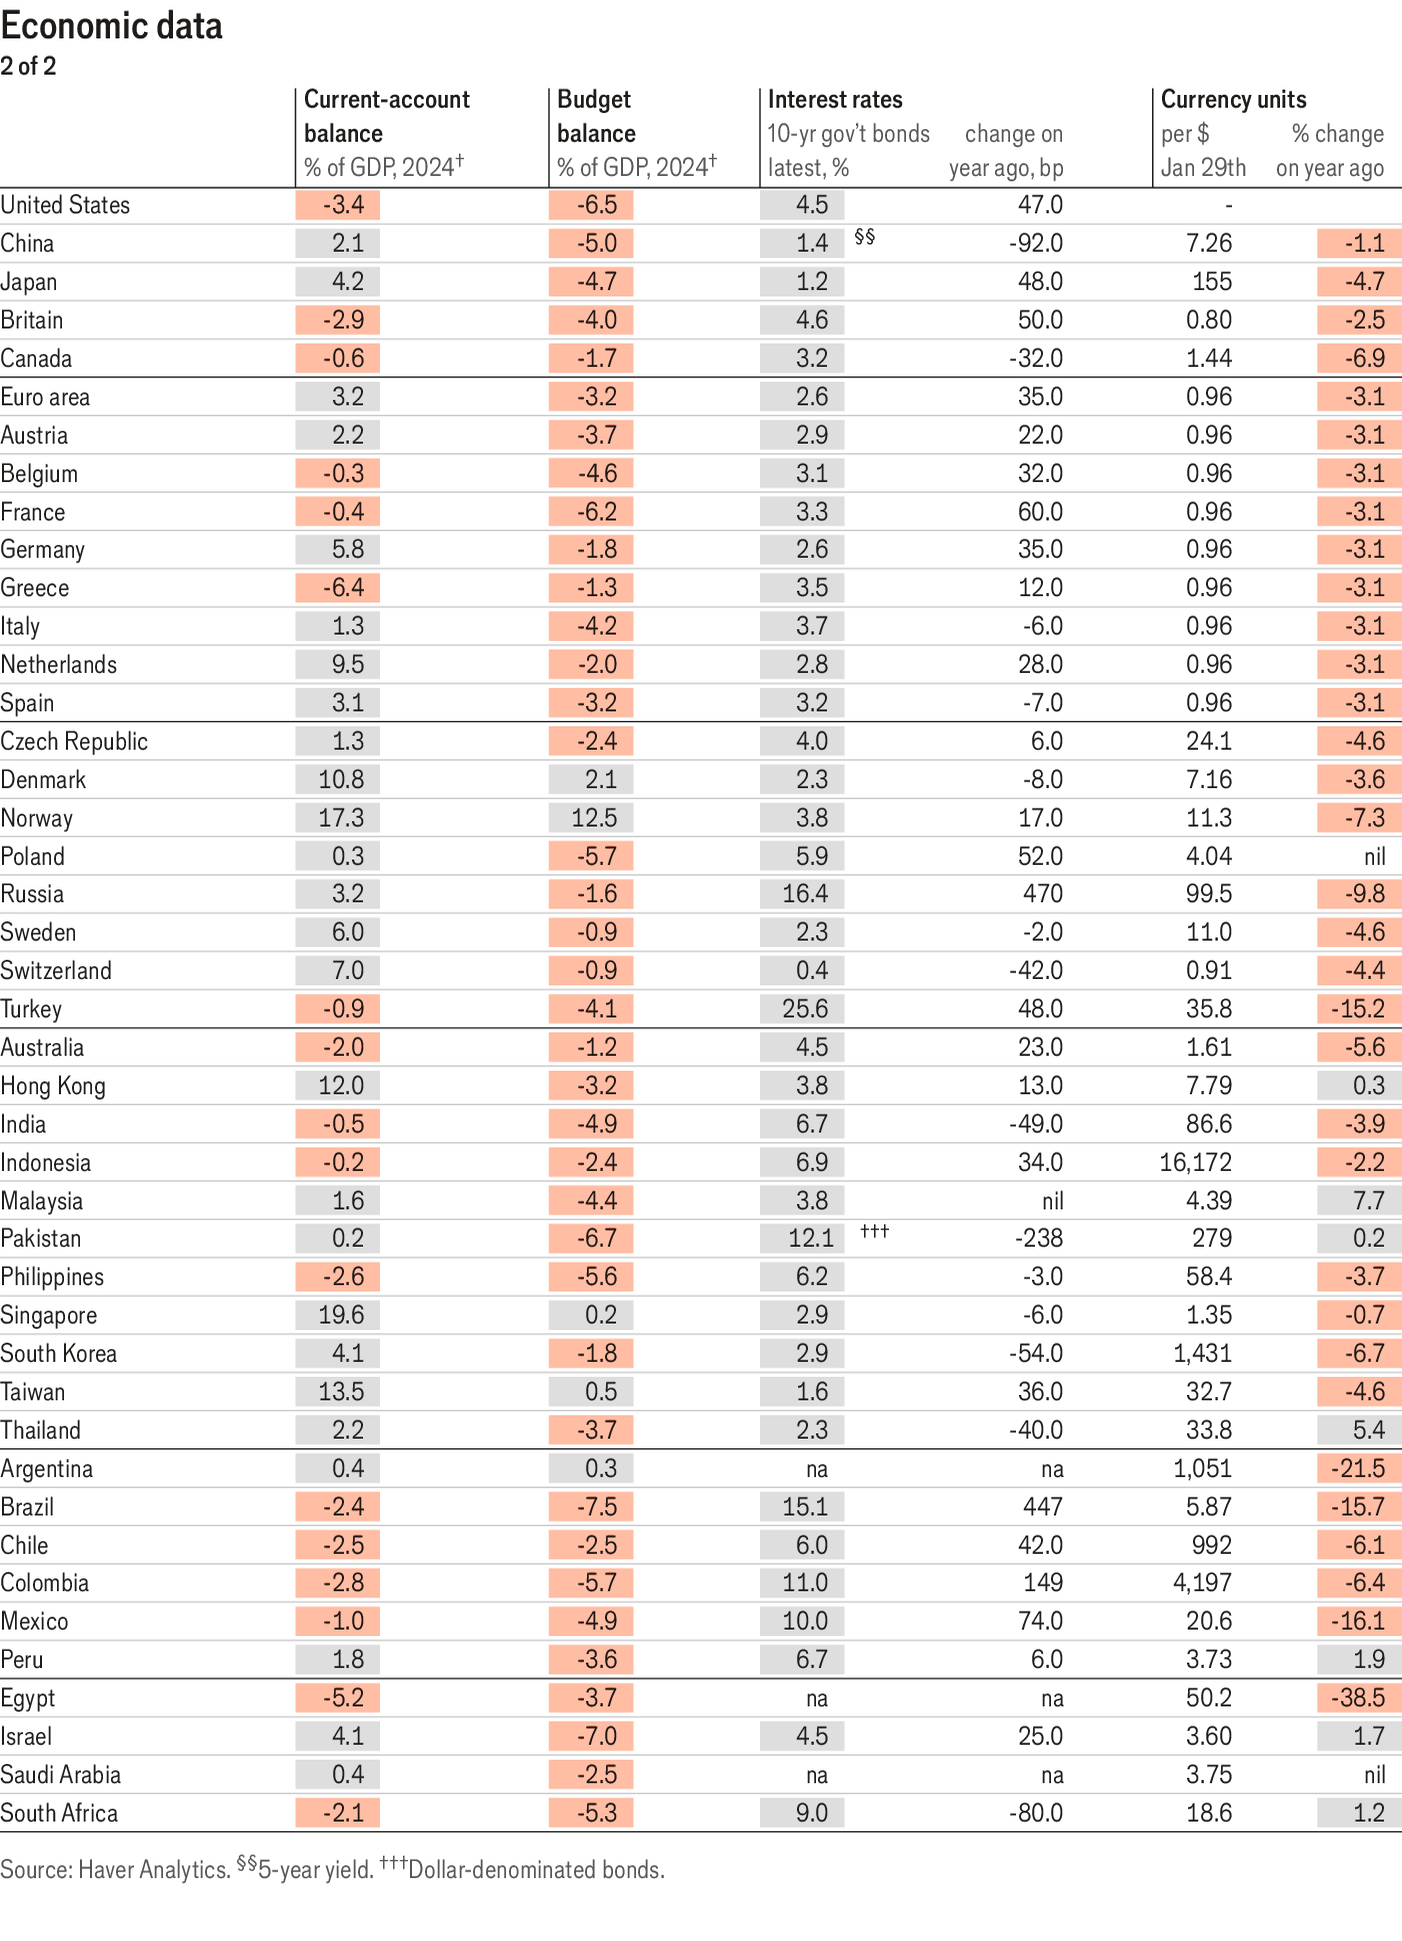 Economic data
2 of 2
Current-account Budget Interest rates Currency units
balance balance 10-yr gov’t bonds change on per $ % change
% of GDP, 2024† % of GDP, 2024† latest, % year ago, bp Jan 29th on year ago
United States -3.4 -6.5 4.5 47.0 -
China 2.1 -5.0 1.4 §§ -92.0 7.26 -1.1
Japan 4.2 -4.7 1.2 48.0 155 -4.7
Britain -2.9 -4.0 4.6 50.0 0.80 -2.5
Canada -0.6 -1.7 3.2 -32.0 1.44 -6.9
Euro area 3.2 -3.2 2.6 35.0 0.96 -3.1
Austria 2.2 -3.7 2.9 22.0 0.96 -3.1
Belgium -0.3 -4.6 3.1 32.0 0.96 -3.1
France -0.4 -6.2 3.3 60.0 0.96 -3.1
Germany 5.8 -1.8 2.6 35.0 0.96 -3.1
Greece -6.4 -1.3 3.5 12.0 0.96 -3.1
Italy 1.3 -4.2 3.7 -6.0 0.96 -3.1
Netherlands 9.5 -2.0 2.8 28.0 0.96 -3.1
Spain 3.1 -3.2 3.2 -7.0 0.96 -3.1
Czech Republic 1.3 -2.4 4.0 6.0 24.1 -4.6
Denmark 10.8 2.1 2.3 -8.0 7.16 -3.6
Norway 17.3 12.5 3.8 17.0 11.3 -7.3
Poland 0.3 -5.7 5.9 52.0 4.04 nil
Russia 3.2 -1.6 16.4 470 99.5 -9.8
Sweden 6.0 -0.9 2.3 -2.0 11.0 -4.6
Switzerland 7.0 -0.9 0.4 -42.0 0.91 -4.4
Turkey -0.9 -4.1 25.6 48.0 35.8 -15.2
Australia -2.0 -1.2 4.5 23.0 1.61 -5.6
Hong Kong 12.0 -3.2 3.8 13.0 7.79 0.3
India -0.5 -4.9 6.7 -49.0 86.6 -3.9
Indonesia -0.2 -2.4 6.9 34.0 16,172 -2.2
Malaysia 1.6 -4.4 3.8 nil 4.39 7.7
Pakistan 0.2 -6.7 12.1 ††† -238 279 0.2
Philippines -2.6 -5.6 6.2 -3.0 58.4 -3.7
Singapore 19.6 0.2 2.9 -6.0 1.35 -0.7
South Korea 4.1 -1.8 2.9 -54.0 1,431 -6.7
Taiwan 13.5 0.5 1.6 36.0 32.7 -4.6
Thailand 2.2 -3.7 2.3 -40.0 33.8 5.4
Argentina 0.4 0.3 na na 1,051 -21.5
Brazil -2.4 -7.5 15.1 447 5.87 -15.7
Chile -2.5 -2.5 6.0 42.0 992 -6.1
Colombia -2.8 -5.7 11.0 149 4,197 -6.4
Mexico -1.0 -4.9 10.0 74.0 20.6 -16.1
Peru 1.8 -3.6 6.7 6.0 3.73 1.9
Egypt -5.2 -3.7 na na 50.2 -38.5
Israel 4.1 -7.0 4.5 25.0 3.60 1.7
Saudi Arabia 0.4 -2.5 na na 3.75 nil
South Africa -2.1 -5.3 9.0 -80.0 18.6 1.2
Source: Haver Analytics. §§5-year yield. †††Dollar-denominated bonds.